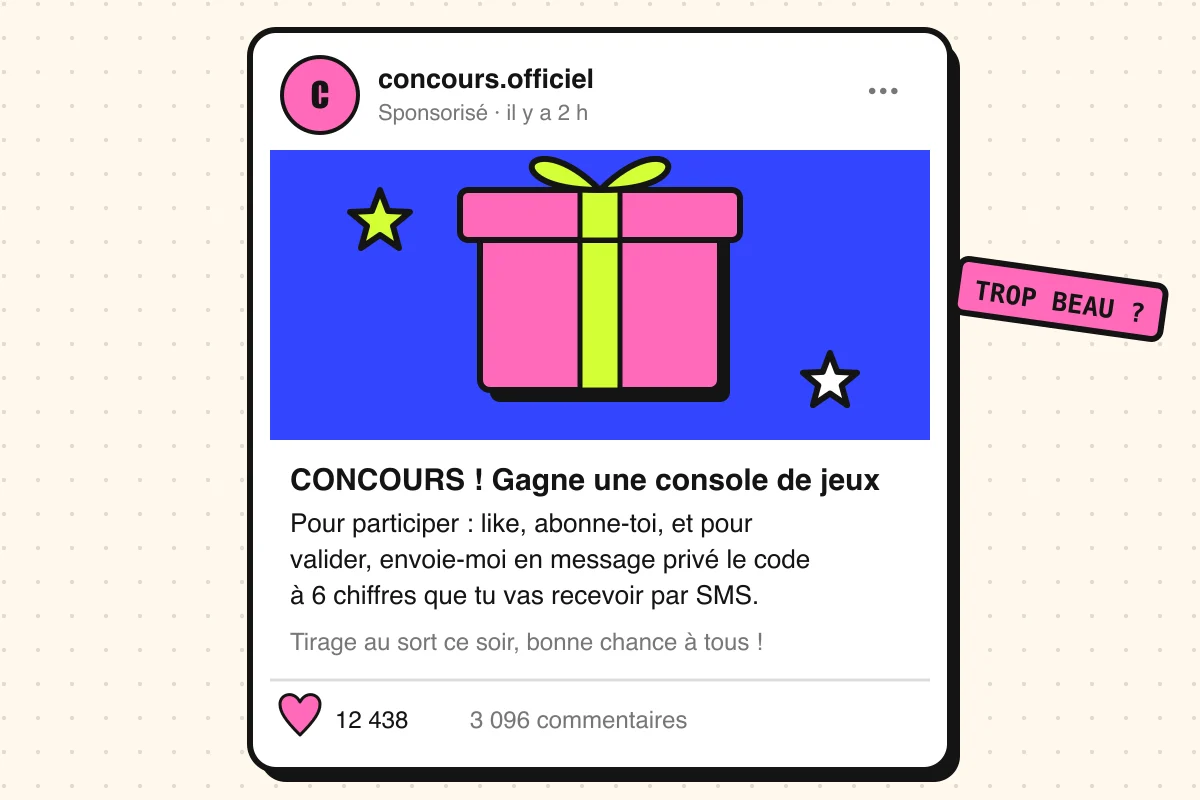 C
concours.officiel
Sponsorisé · il y a 2 h
TROP BEAU ?
CONCOURS ! Gagne une console de jeux
Pour participer : like, abonne-toi, et pour
valider, envoie-moi en message privé le code
à 6 chiffres que tu vas recevoir par SMS.
Tirage au sort ce soir, bonne chance à tous !
12 438 3 096 commentaires